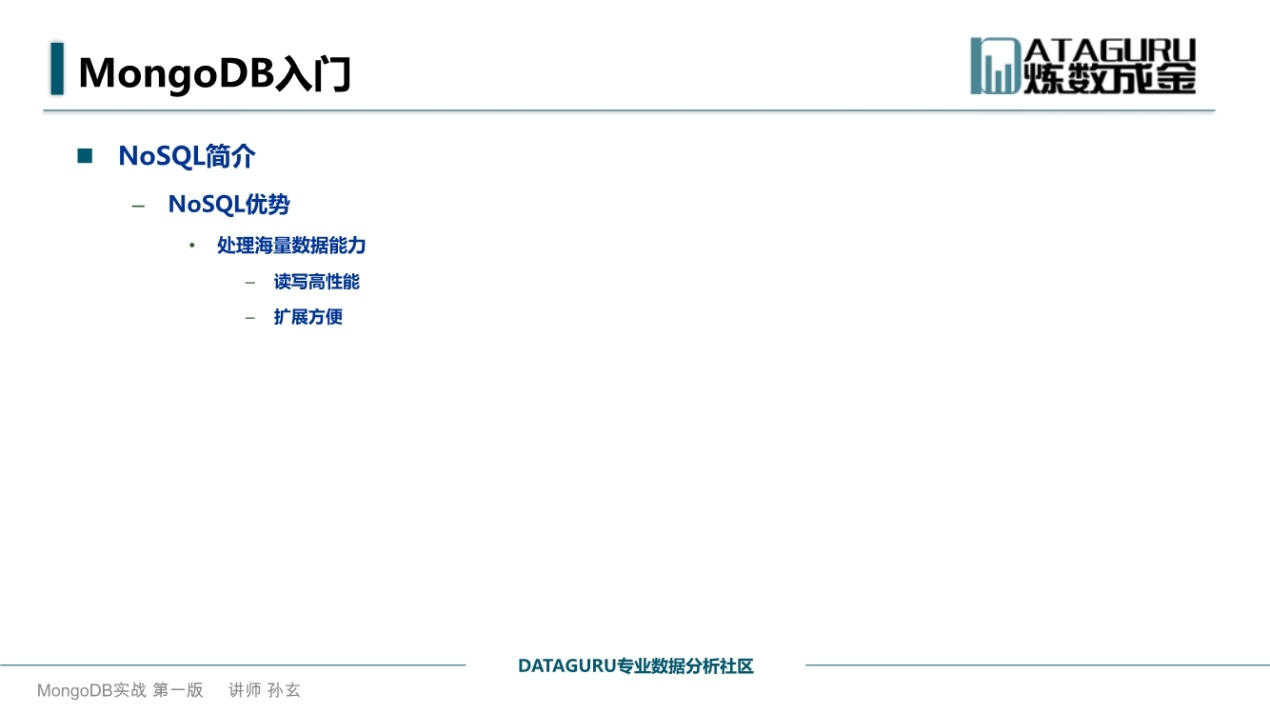 MongoDB入门
DATAGURU
炼数成金
■ NoSQL简介
– NoSQL优势
• 处理海量数据能力
– 读写高性能
– 扩展方便
DATAGURU专业数据分析社区
MongoDB实战 第一版 讲师 孙玄